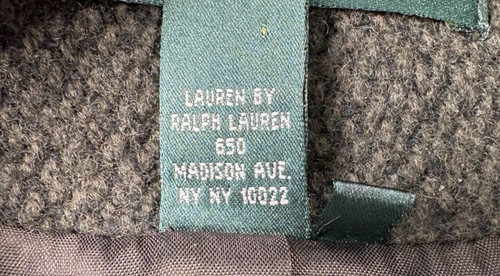 LAUREN BY
RALPH LAUREN
650
MADISON AVE.
NY NY 10022